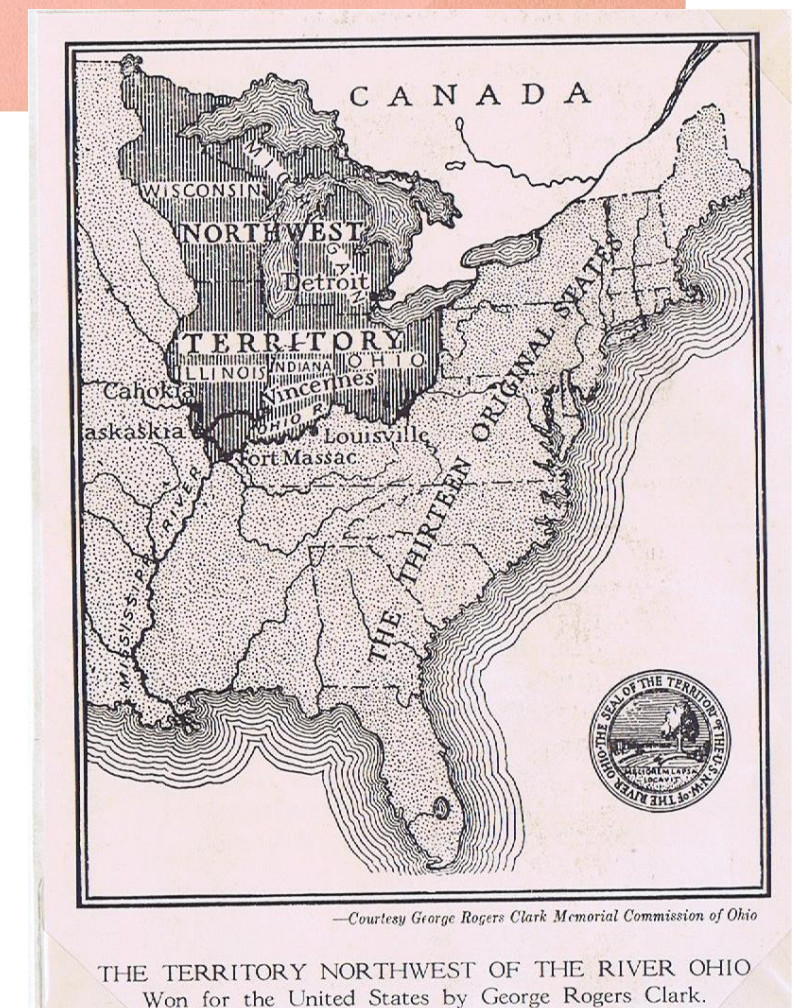 CANADA
MICHIGAN
WISCONSIN
NORTHWEST
Detroit
TERRITORY
ILLINOIS
INDIANA
OHIO
Cahokia
Vincennes
OHIO R.
askaskia
Louisville
Fort Massac
MISSISSIPPI RIVER
THE THIRTEEN ORIGINAL STATES
THE SEAL OF THE TERRITORY OF THE U.S. N.W. OF THE RIVER OHIO
MELIOREM LAPSA
LOCAVIT
—Courtesy George Rogers Clark Memorial Commission of Ohio
THE TERRITORY NORTHWEST OF THE RIVER OHIO
Won for the United States by George Rogers Clark.